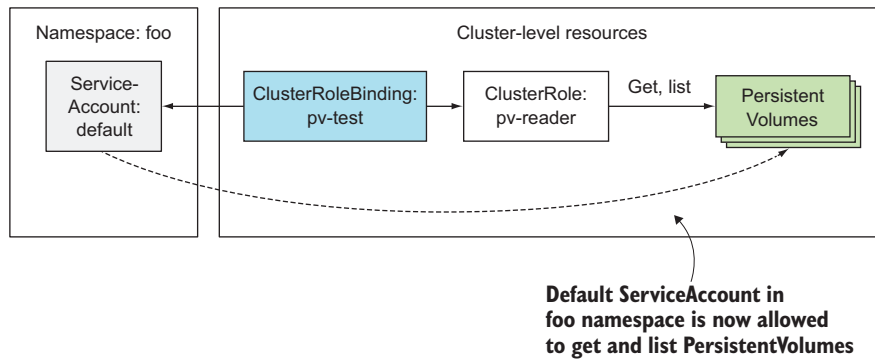 Namespace: foo
Cluster-level resources
Service-
Account:
default
ClusterRoleBinding:
pv-test
ClusterRole:
pv-reader
Get, list
Persistent
Volumes
Default ServiceAccount in
foo namespace is now allowed
to get and list PersistentVolumes